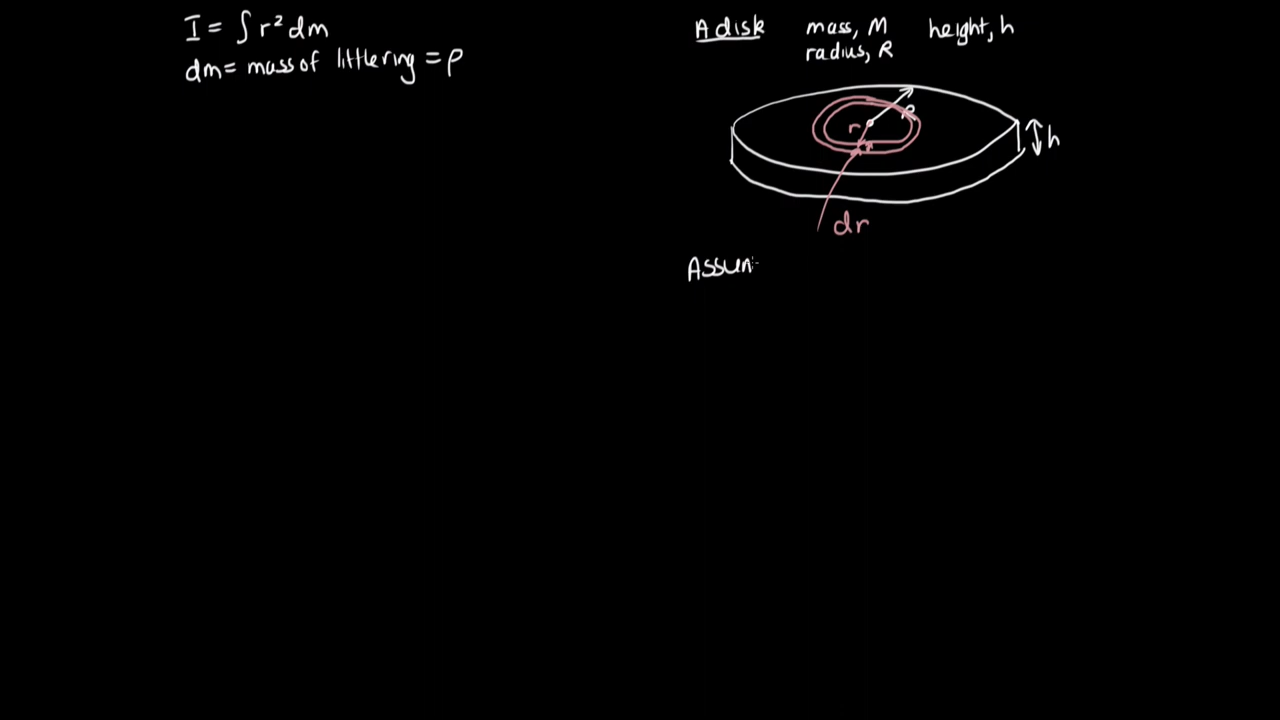 I = ∫ r² dm
dm = mass of little ring = ρ
A disk mass, M height, h
radius, R
R
r
h
dr
Assum